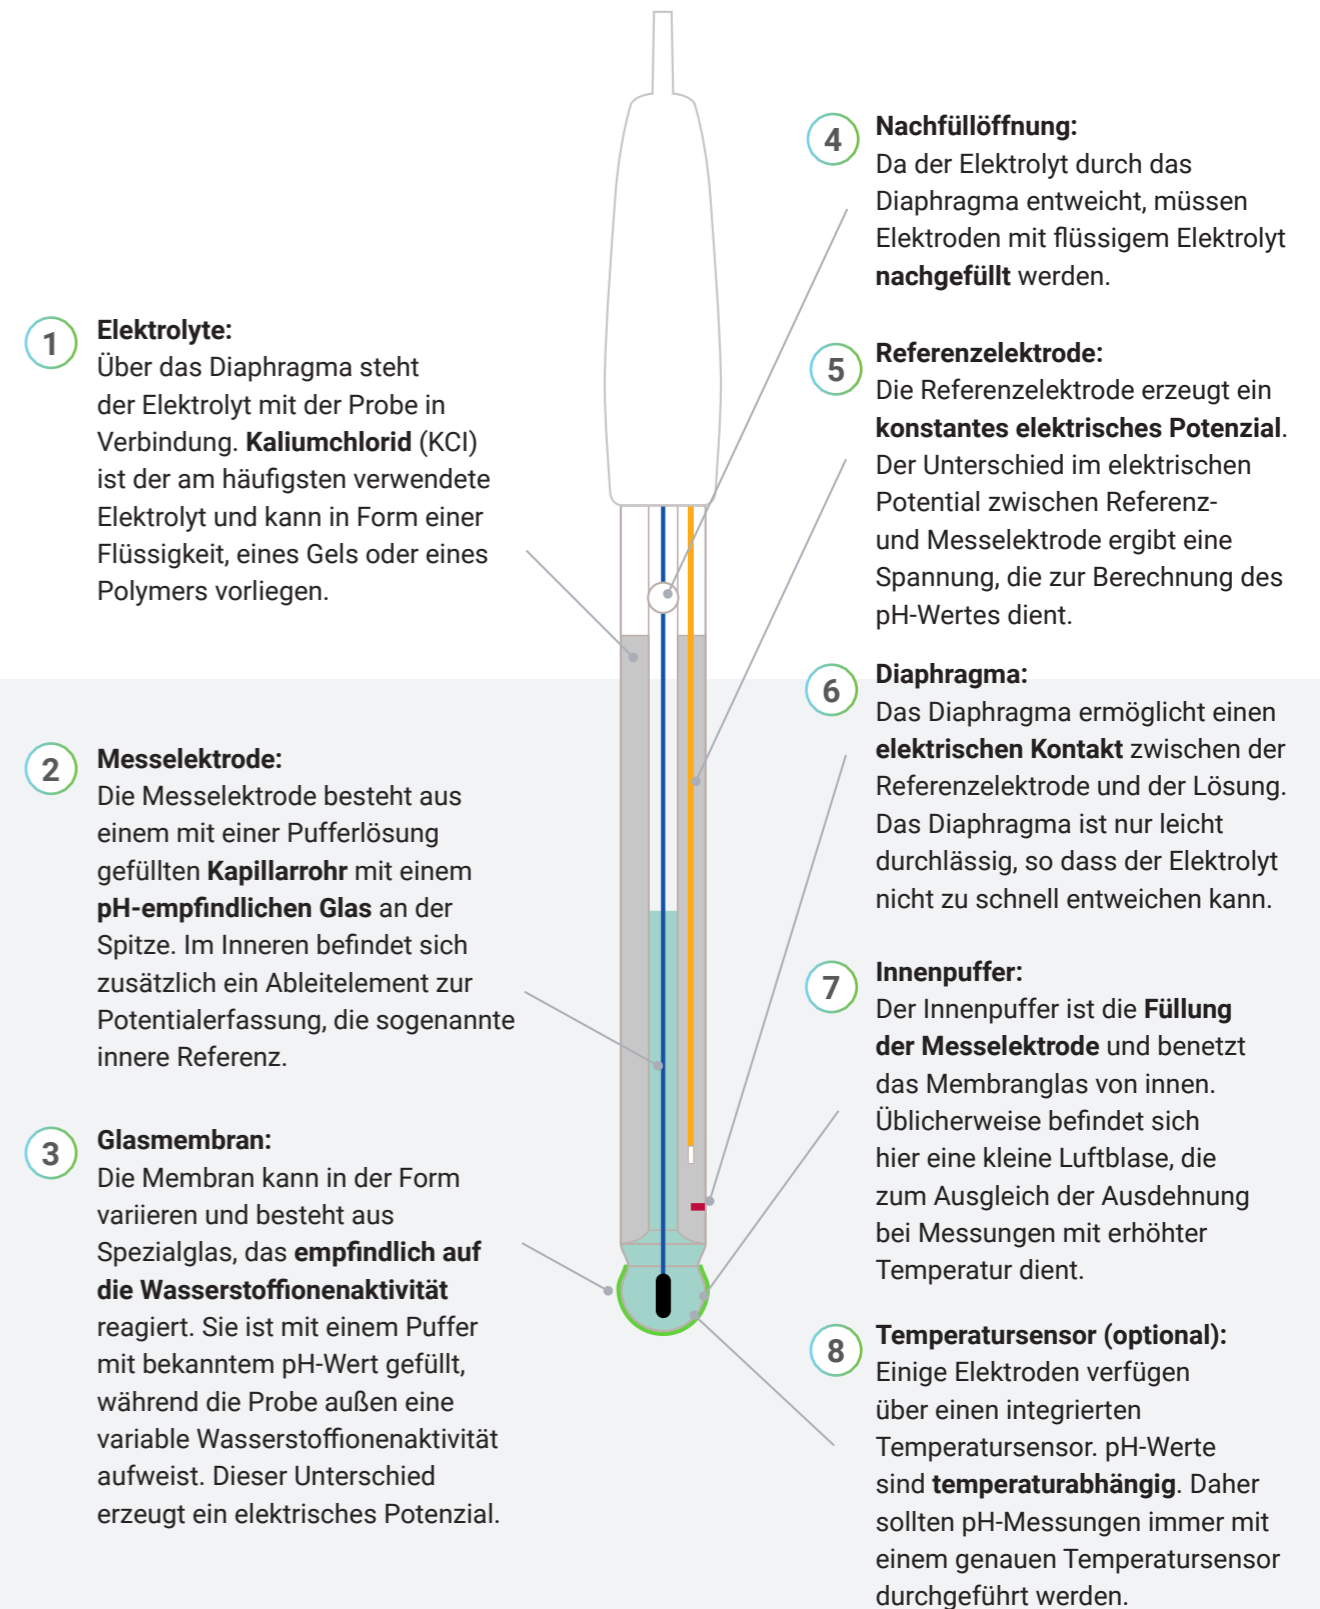 1
Elektrolyte:
Über das Diaphragma steht
der Elektrolyt mit der Probe in
Verbindung. Kaliumchlorid (KCl)
ist der am häufigsten verwendete
Elektrolyt und kann in Form einer
Flüssigkeit, eines Gels oder eines
Polymers vorliegen.
2
Messelektrode:
Die Messelektrode besteht aus
einem mit einer Pufferlösung
gefüllten Kapillarrohr mit einem
pH-empfindlichen Glas an der
Spitze. Im Inneren befindet sich
zusätzlich ein Ableitelement zur
Potentialerfassung, die sogenannte
innere Referenz.
3
Glasmembran:
Die Membran kann in der Form
variieren und besteht aus
Spezialglas, das empfindlich auf
die Wasserstoffionenaktivität
reagiert. Sie ist mit einem Puffer
mit bekanntem pH-Wert gefüllt,
während die Probe außen eine
variable Wasserstoffionenaktivität
aufweist. Dieser Unterschied
erzeugt ein elektrisches Potenzial.
4
Nachfüllöffnung:
Da der Elektrolyt durch das
Diaphragma entweicht, müssen
Elektroden mit flüssigem Elektrolyt
nachgefüllt werden.
5
Referenzelektrode:
Die Referenzelektrode erzeugt ein
konstantes elektrisches Potenzial.
Der Unterschied im elektrischen
Potential zwischen Referenz-
und Messelektrode ergibt eine
Spannung, die zur Berechnung des
pH-Wertes dient.
6
Diaphragma:
Das Diaphragma ermöglicht einen
elektrischen Kontakt zwischen der
Referenzelektrode und der Lösung.
Das Diaphragma ist nur leicht
durchlässig, so dass der Elektrolyt
nicht zu schnell entweichen kann.
7
Innenpuffer:
Der Innenpuffer ist die Füllung
der Messelektrode und benetzt
das Membranglas von innen.
Üblicherweise befindet sich
hier eine kleine Luftblase, die
zum Ausgleich der Ausdehnung
bei Messungen mit erhöhter
Temperatur dient.
8
Temperatursensor (optional):
Einige Elektroden verfügen
über einen integrierten
Temperatursensor. pH-Werte
sind temperaturabhängig. Daher
sollten pH-Messungen immer mit
einem genauen Temperatursensor
durchgeführt werden.